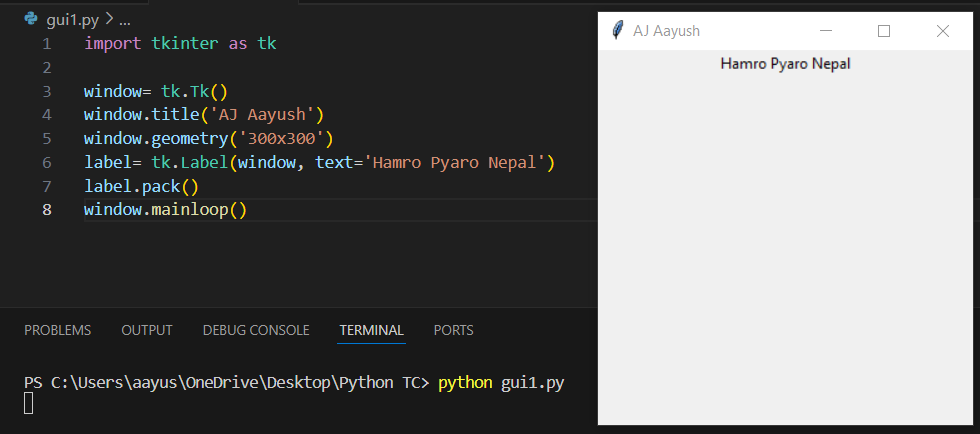 gui1.py > ...
1 import tkinter as tk
2
3 window= tk.Tk()
4 window.title('AJ Aayush')
5 window.geometry('300x300')
6 label= tk.Label(window, text='Hamro Pyaro Nepal')
7 label.pack()
8 window.mainloop()
PROBLEMS OUTPUT DEBUG CONSOLE TERMINAL PORTS
PS C:\Users\aayus\OneDrive\Desktop\Python TC> python gui1.py
AJ Aayush
Hamro Pyaro Nepal